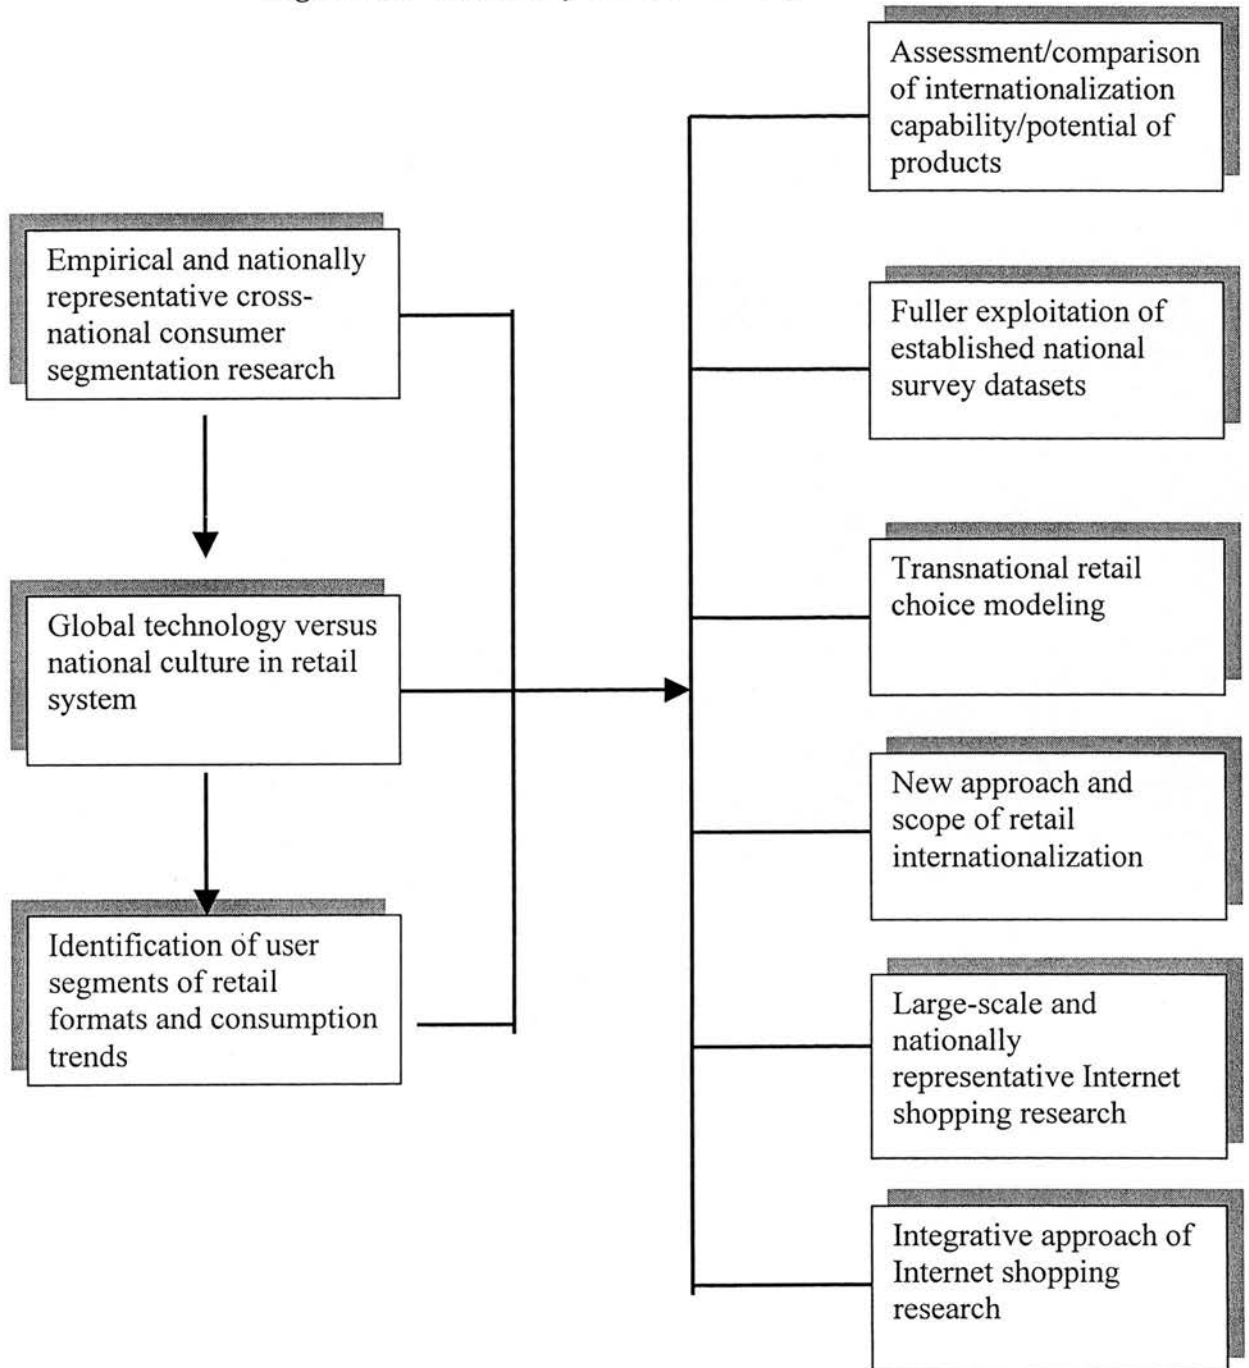 Empirical and nationally
representative cross-
national consumer
segmentation research
Global technology versus
national culture in retail
system
Identification of user
segments of retail
formats and consumption
trends
Assessment/comparison
of internationalization
capability/potential of
products
Fuller exploitation of
established national
survey datasets
Transnational retail
choice modeling
New approach and
scope of retail
internationalization
Large-scale and
nationally
representative Internet
shopping research
Integrative approach of
Internet shopping
research